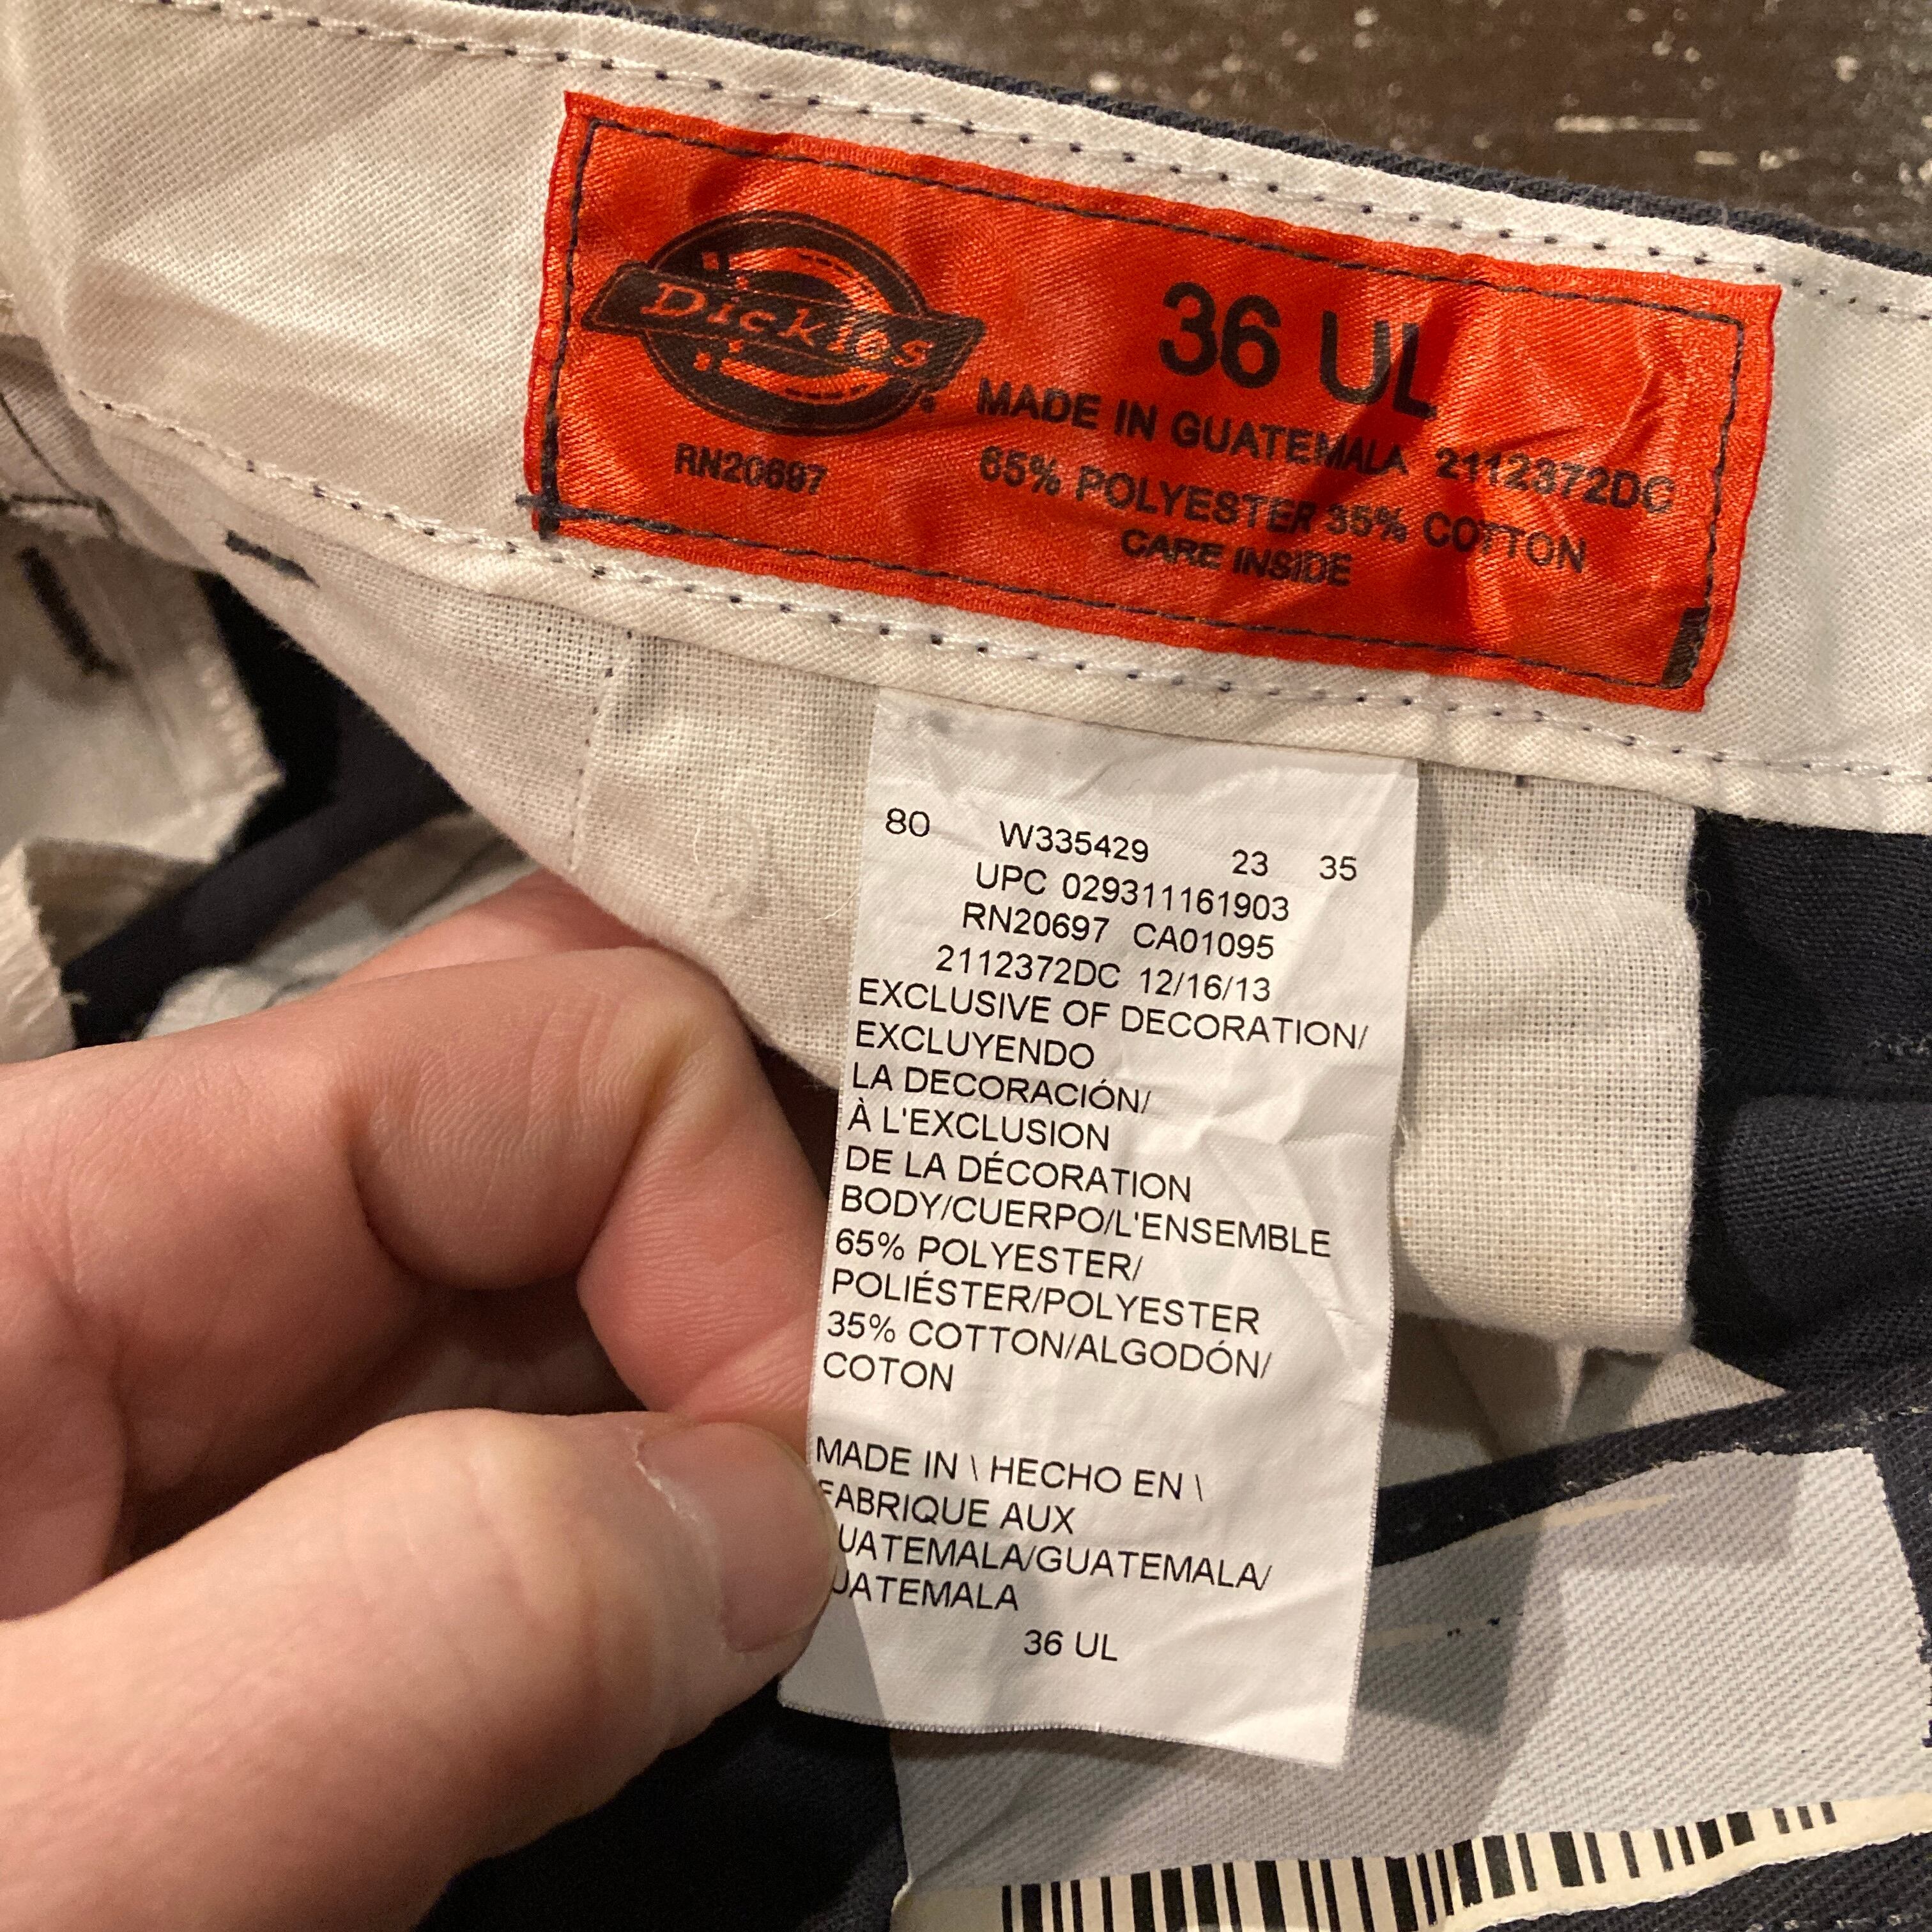 Dickies
36 UL
MADE IN GUATEMALA 2112372DC
RN20697
65% POLYESTER 35% COTTON
CARE INSIDE
80 W335429 23 35
UPC 029311161903
RN20697 CA01095
2112372DC 12/16/13
EXCLUSIVE OF DECORATION/
EXCLUYENDO
LA DECORACIÓN/
À L'EXCLUSION
DE LA DÉCORATION
BODY/CUERPO/L'ENSEMBLE
65% POLYESTER/
POLIÉSTER/POLYESTER
35% COTTON/ALGODÓN/
COTON
MADE IN \ HECHO EN \
FABRIQUE AUX
UATEMALA/GUATEMALA/
UATEMALA
36 UL